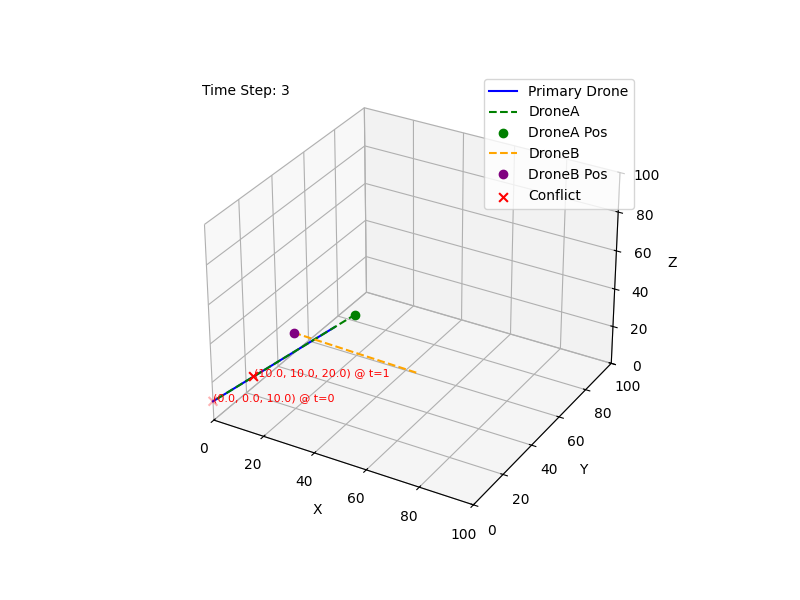 Time Step: 3
Primary Drone
DroneA
DroneA Pos
DroneB
DroneB Pos
Conflict
100
80
60
40
20
0
Z
(10.0, 10.0, 20.0) @ t=1
(0.0, 0.0, 10.0) @ t=0
0
20
40
60
80
100
X
0
20
40
60
80
100
Y